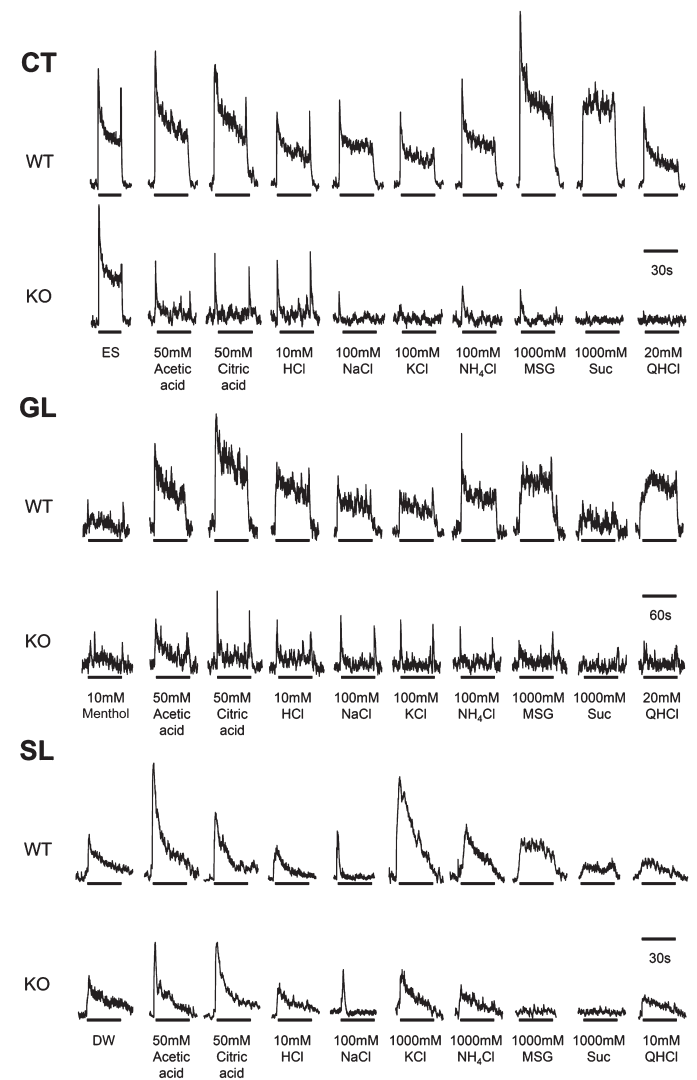 CT
WT
KO
30s
ES 50mM 50mM 10mM 100mM 100mM 100mM 1000mM 1000mM 20mM
Acetic Citric HCl NaCl KCl NH₄Cl MSG Suc QHCl
acid acid
GL
WT
60s
KO
10mM 50mM 50mM 10mM 100mM 100mM 100mM 1000mM 1000mM 20mM
Menthol Acetic Citric HCl NaCl KCl NH₄Cl MSG Suc QHCl
acid acid
SL
WT
30s
KO
DW 50mM 50mM 10mM 100mM 1000mM 1000mM 1000mM 1000mM 10mM
Acetic Citric HCl NaCl KCl NH₄Cl MSG Suc QHCl
acid acid